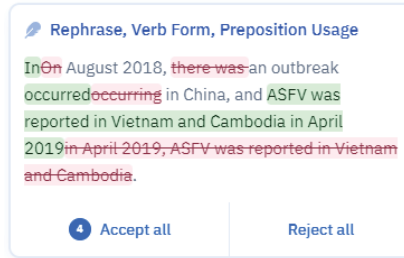 Rephrase, Verb Form, Preposition Usage
InOn August 2018, there was an outbreak
occurredoccurring in China, and ASFV was
reported in Vietnam and Cambodia in April
2019in April 2019, ASFV was reported in Vietnam
and Cambodia.
4 Accept all Reject all